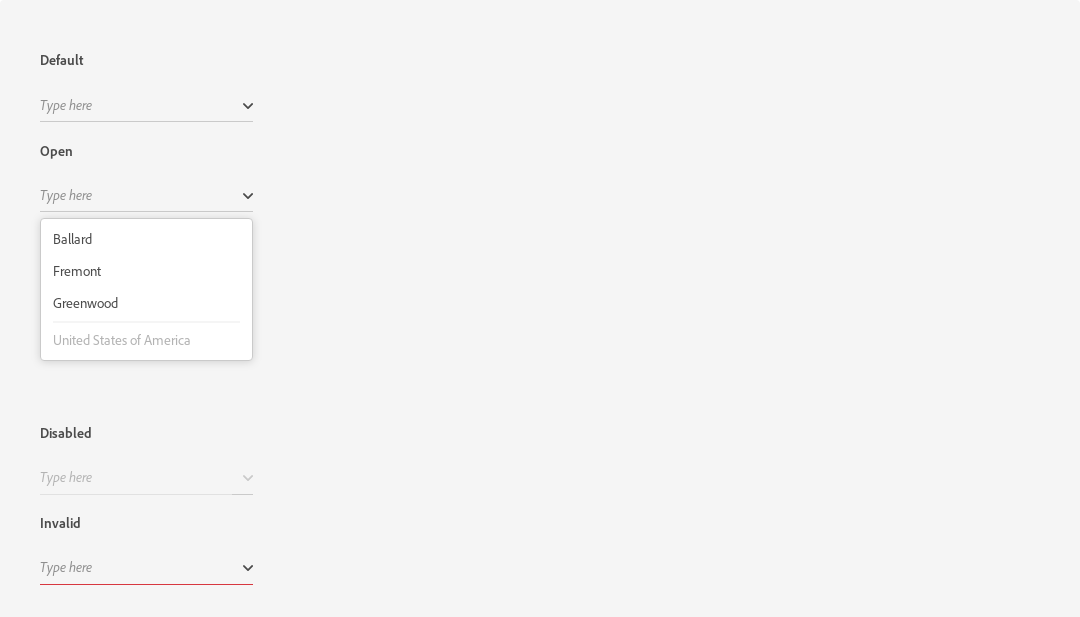 Default
Type here
Open
Type here
Ballard
Fremont
Greenwood
United States of America
Disabled
Type here
Invalid
Type here